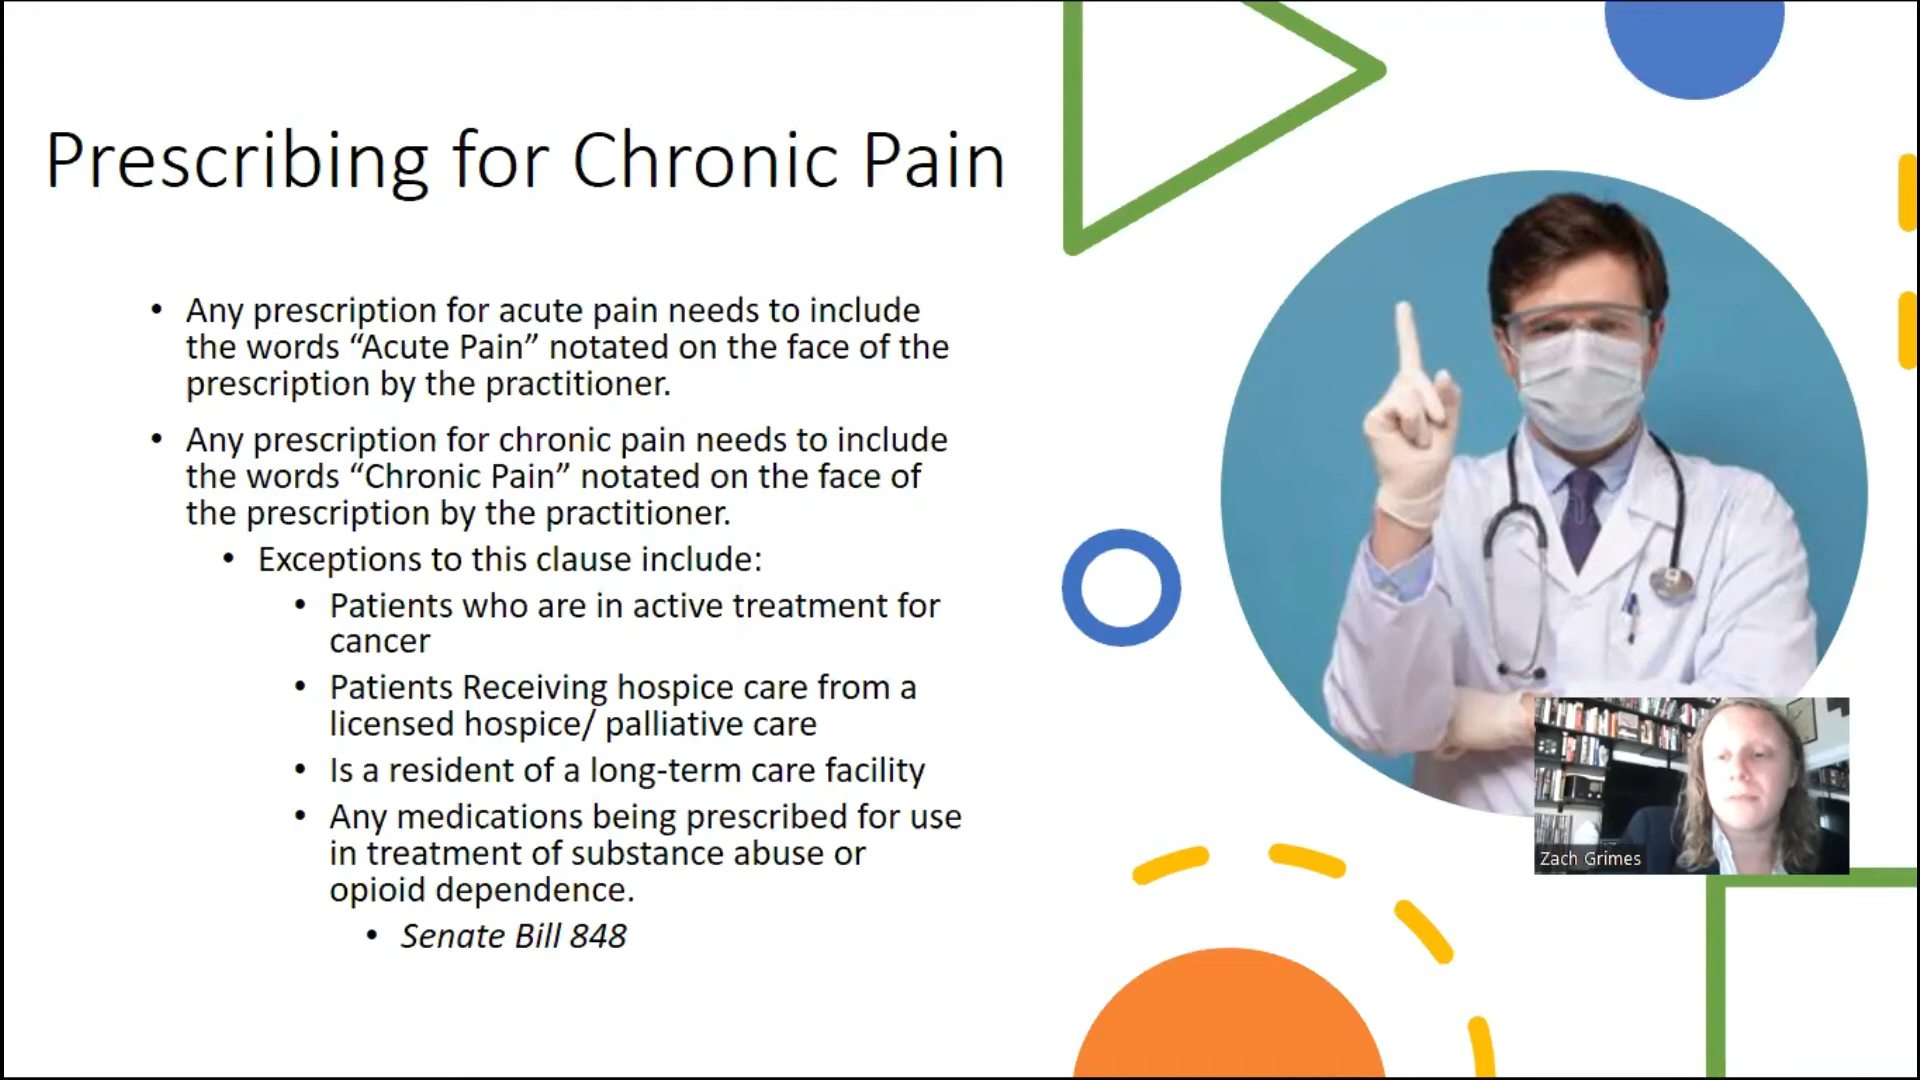 Prescribing for Chronic Pain
• Any prescription for acute pain needs to include
the words “Acute Pain” notated on the face of the
prescription by the practitioner.
• Any prescription for chronic pain needs to include
the words “Chronic Pain” notated on the face of
the prescription by the practitioner.
• Exceptions to this clause include:
• Patients who are in active treatment for
cancer
• Patients Receiving hospice care from a
licensed hospice/ palliative care
• Is a resident of a long-term care facility
• Any medications being prescribed for use
in treatment of substance abuse or
opioid dependence.
• Senate Bill 848
Zach Grimes